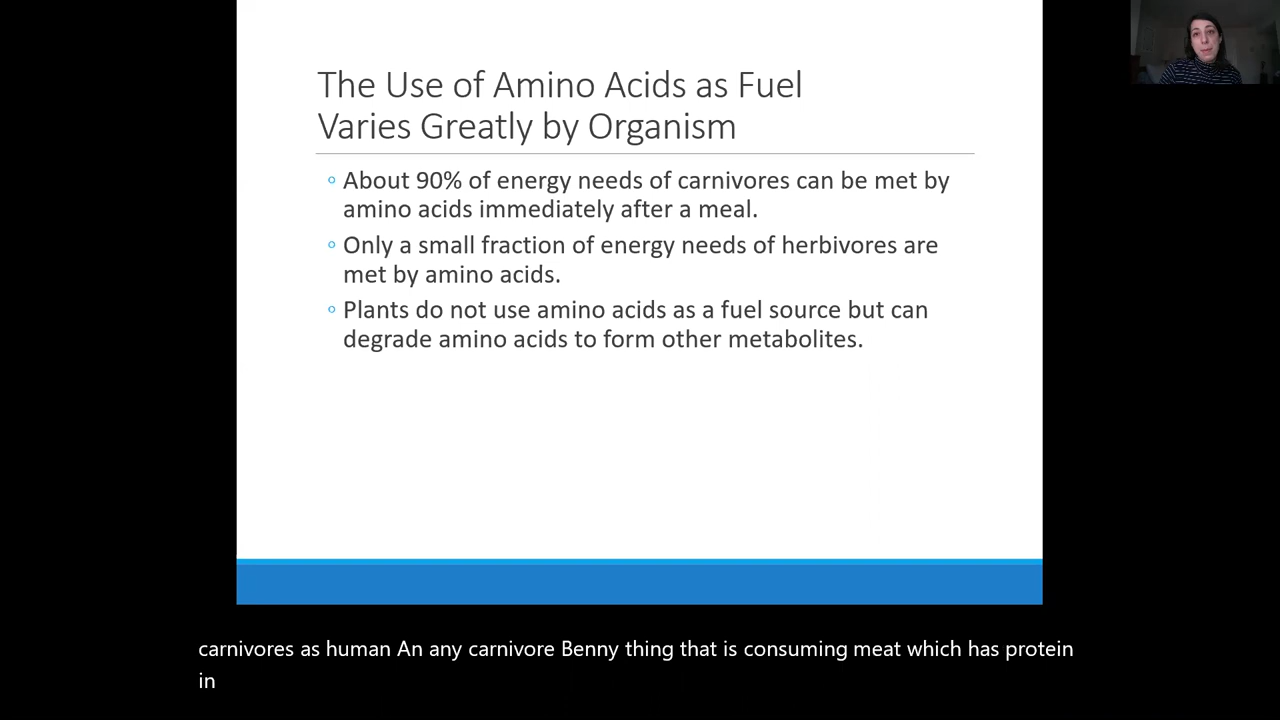 The Use of Amino Acids as Fuel
Varies Greatly by Organism
◦ About 90% of energy needs of carnivores can be met by
amino acids immediately after a meal.
◦ Only a small fraction of energy needs of herbivores are
met by amino acids.
◦ Plants do not use amino acids as a fuel source but can
degrade amino acids to form other metabolites.
carnivores as human An any carnivore Benny thing that is consuming meat which has protein
in